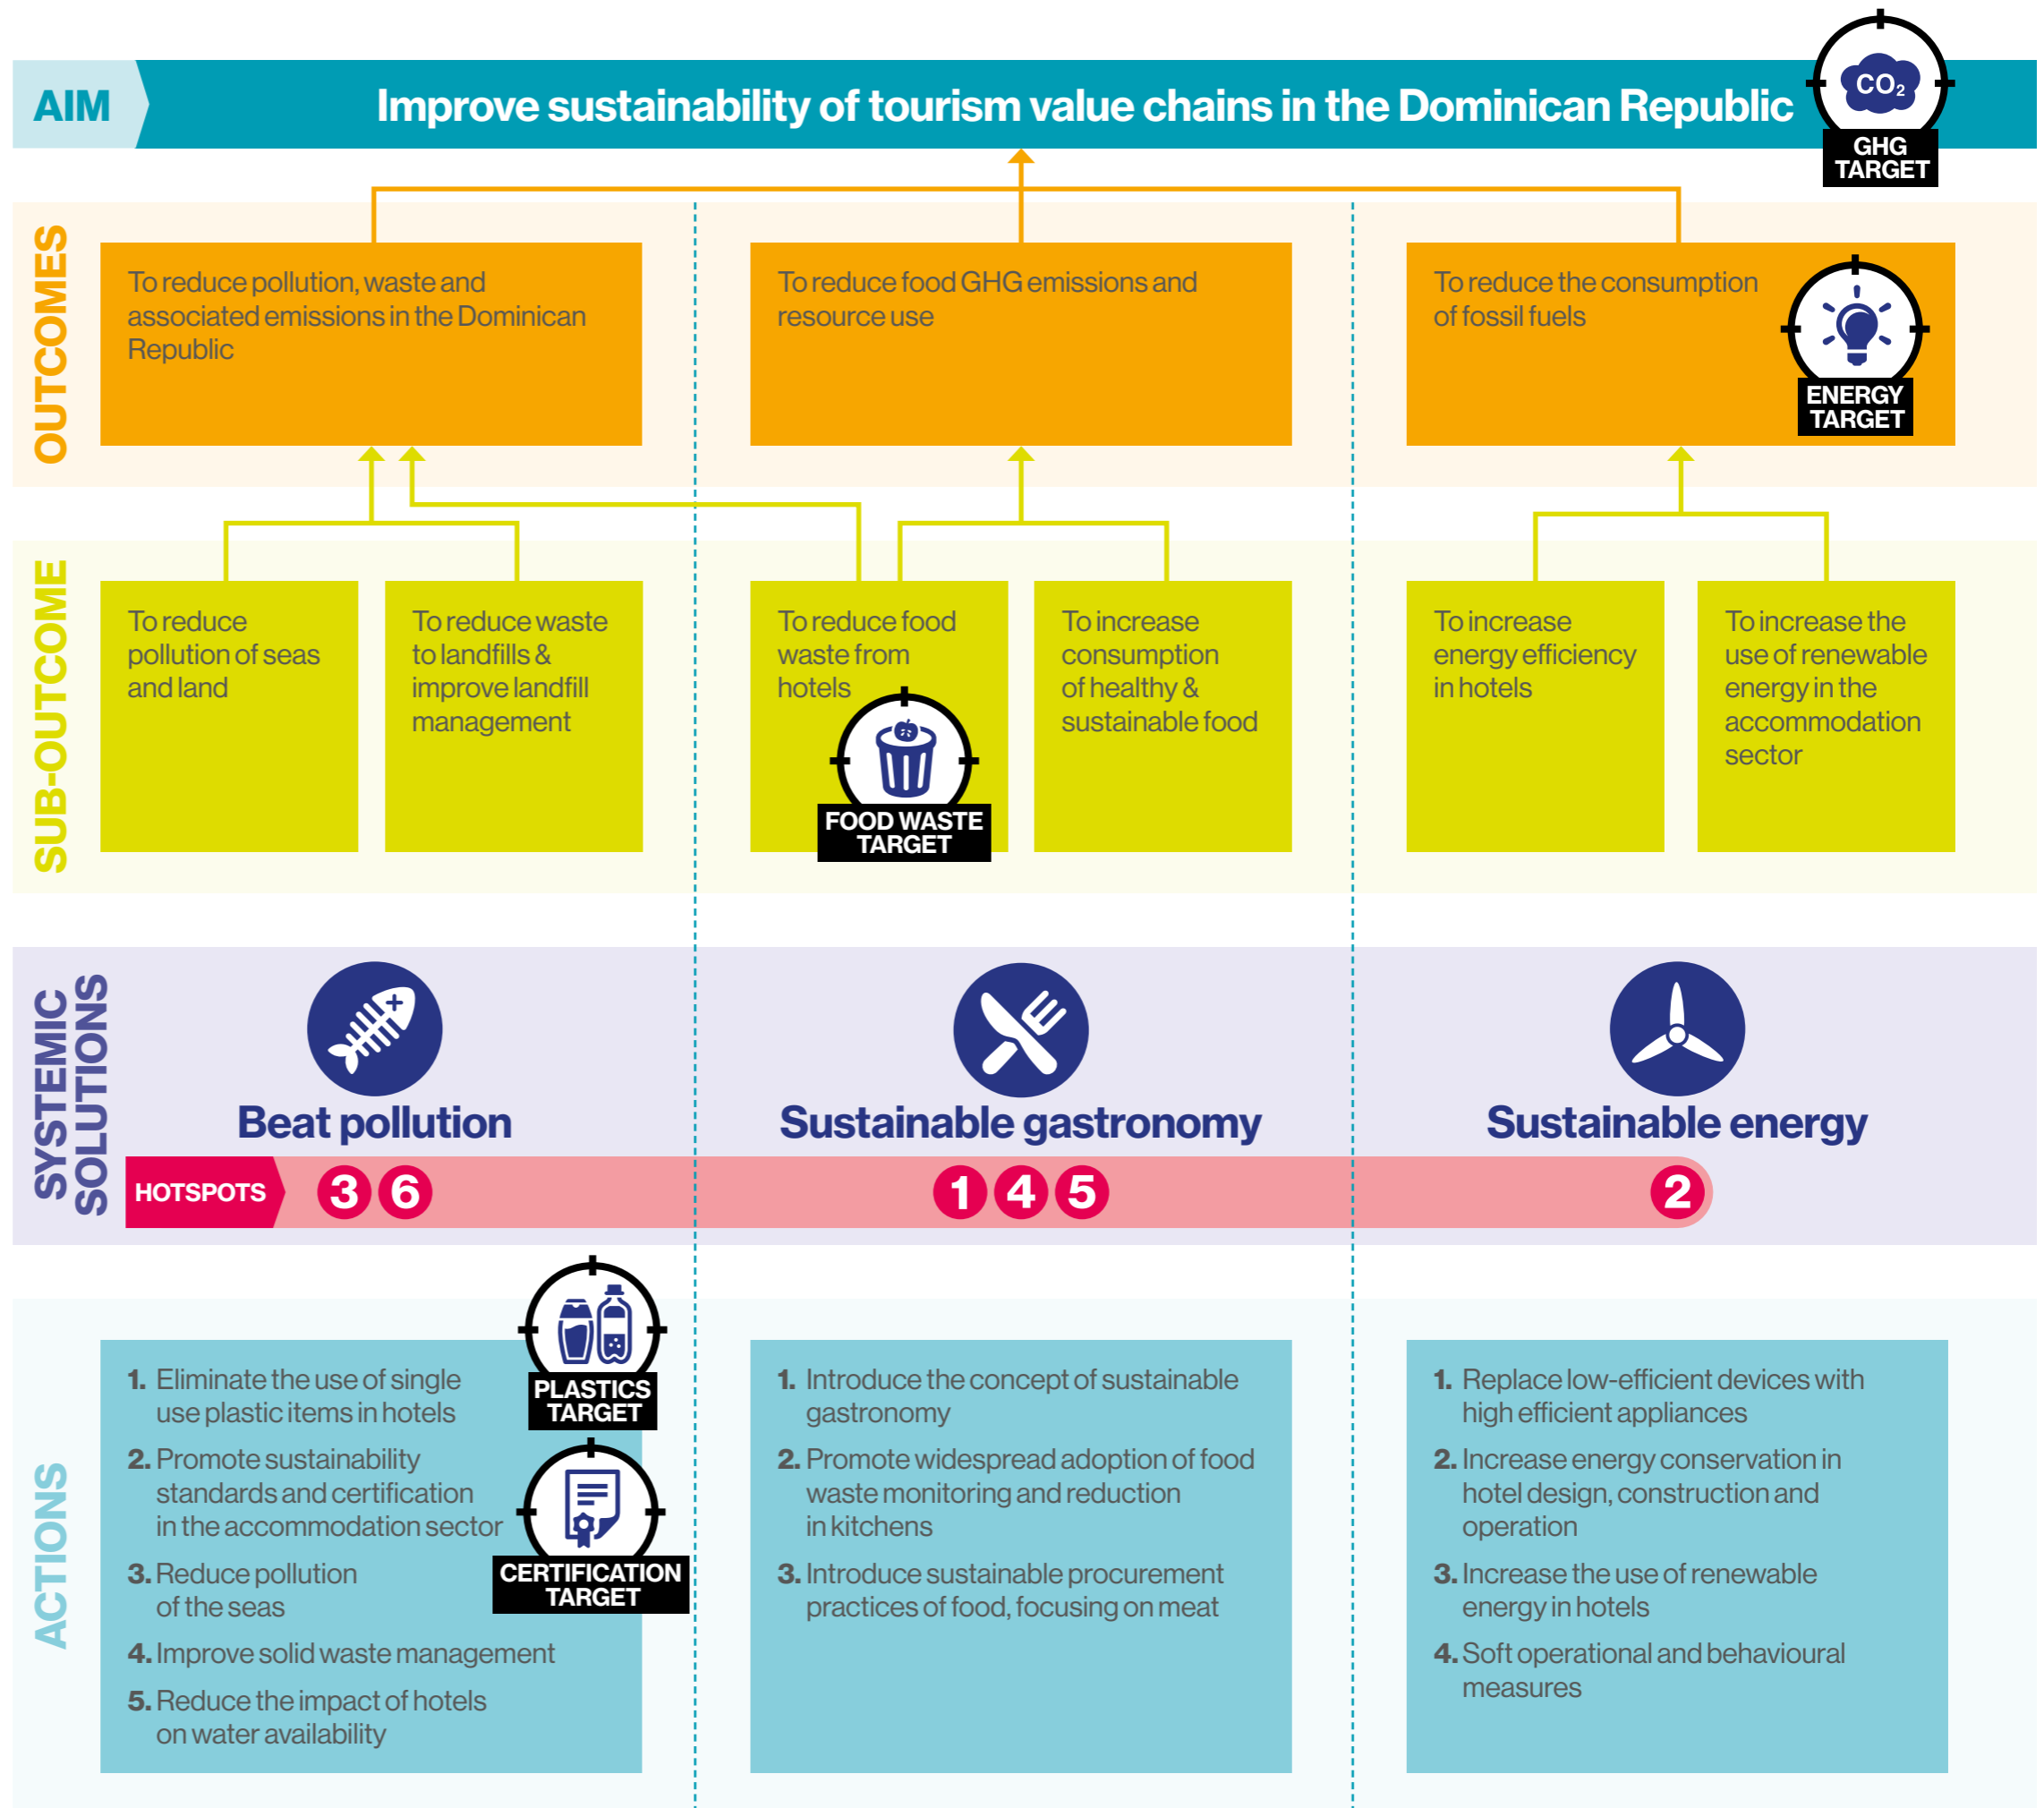 AIM
Improve sustainability of tourism value chains in the Dominican Republic
CO₂
GHG
TARGET
OUTCOMES
To reduce pollution, waste and
associated emissions in the Dominican
Republic
To reduce food GHG emissions and
resource use
To reduce the consumption
of fossil fuels
ENERGY
TARGET
SUB-OUTCOME
To reduce
pollution of seas
and land
To reduce waste
to landfills &
improve landfill
management
To reduce food
waste from
hotels
FOOD WASTE
TARGET
To increase
consumption
of healthy &
sustainable food
To increase
energy efficiency
in hotels
To increase the
use of renewable
energy in the
accommodation
sector
SYSTEMIC
SOLUTIONS
Beat pollution
Sustainable gastronomy
Sustainable energy
HOTSPOTS
3 6
1 4 5
2
ACTIONS
1. Eliminate the use of single
use plastic items in hotels
2. Promote sustainability
standards and certification
in the accommodation sector
3. Reduce pollution
of the seas
4. Improve solid waste management
5. Reduce the impact of hotels
on water availability
PLASTICS
TARGET
CERTIFICATION
TARGET
1. Introduce the concept of sustainable
gastronomy
2. Promote widespread adoption of food
waste monitoring and reduction
in kitchens
3. Introduce sustainable procurement
practices of food, focusing on meat
1. Replace low-efficient devices with
high efficient appliances
2. Increase energy conservation in
hotel design, construction and
operation
3. Increase the use of renewable
energy in hotels
4. Soft operational and behavioural
measures